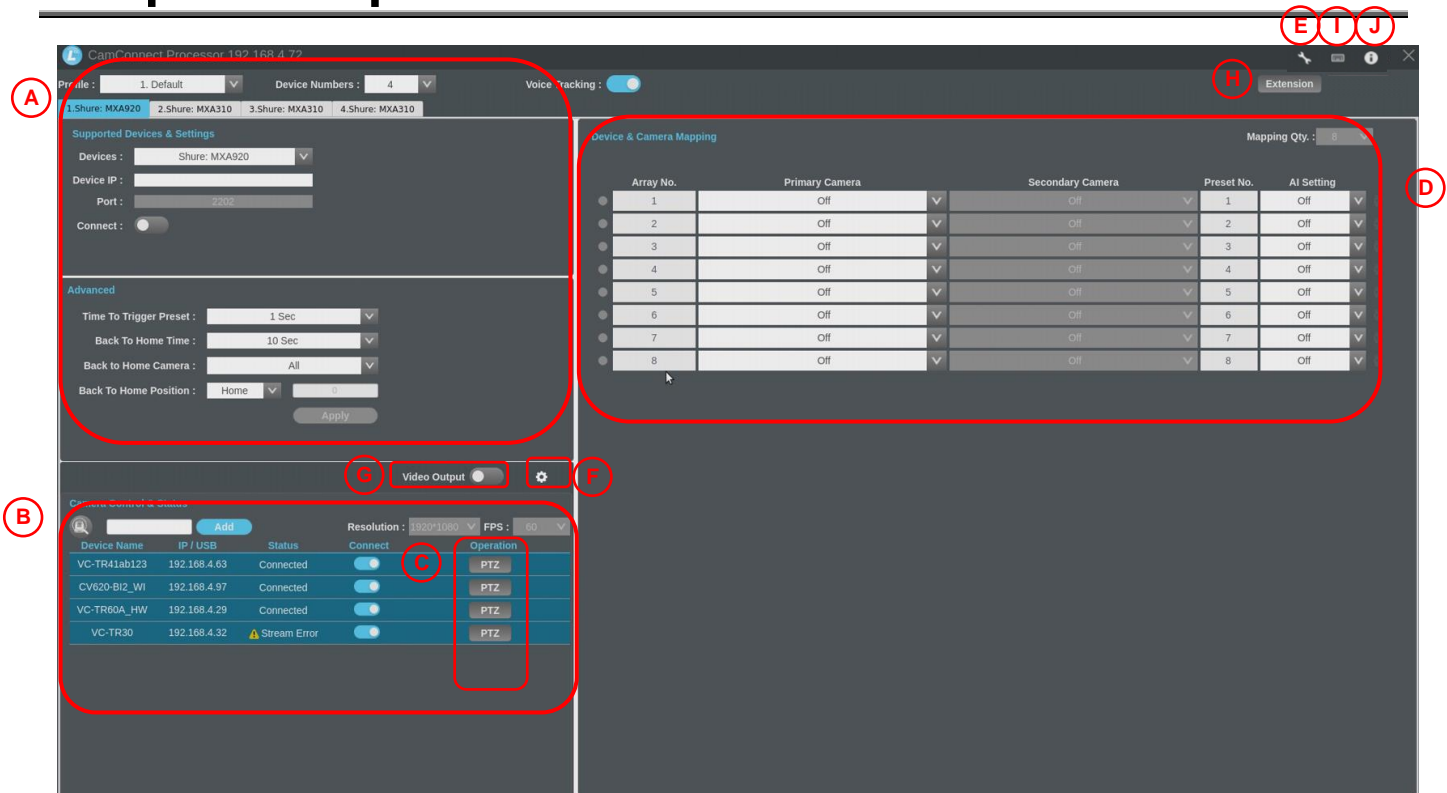 E I J
CamConnect Processor 192.168.4.72
A
Profile : 1. Default Device Numbers : 4 Voice Tracking :
H Extension
1.Shure: MXA920 2.Shure: MXA310 3.Shure: MXA310 4.Shure: MXA310
Supported Devices & Settings
Devices : Shure: MXA920
Device IP :
Port : 2202
Connect :
Device & Camera Mapping Mapping Qty. : 8
D
Array No. Primary Camera Secondary Camera Preset No. AI Setting
1 Off Off 1 Off
2 Off Off 2 Off
3 Off Off 3 Off
4 Off Off 4 Off
5 Off Off 5 Off
6 Off Off 6 Off
7 Off Off 7 Off
8 Off Off 8 Off
Advanced
Time To Trigger Preset : 1 Sec
Back To Home Time : 10 Sec
Back to Home Camera : All
Back To Home Position : Home 0
Apply
G Video Output F
B
Camera Control & Status
Add Resolution : 1920*1080 FPS : 60
Device Name IP / USB Status Connect Operation
C
VC-TR41ab123 192.168.4.63 Connected PTZ
CV620-BI2_WI 192.168.4.97 Connected PTZ
VC-TR60A_HW 192.168.4.29 Connected PTZ
VC-TR30 192.168.4.32 Stream Error PTZ